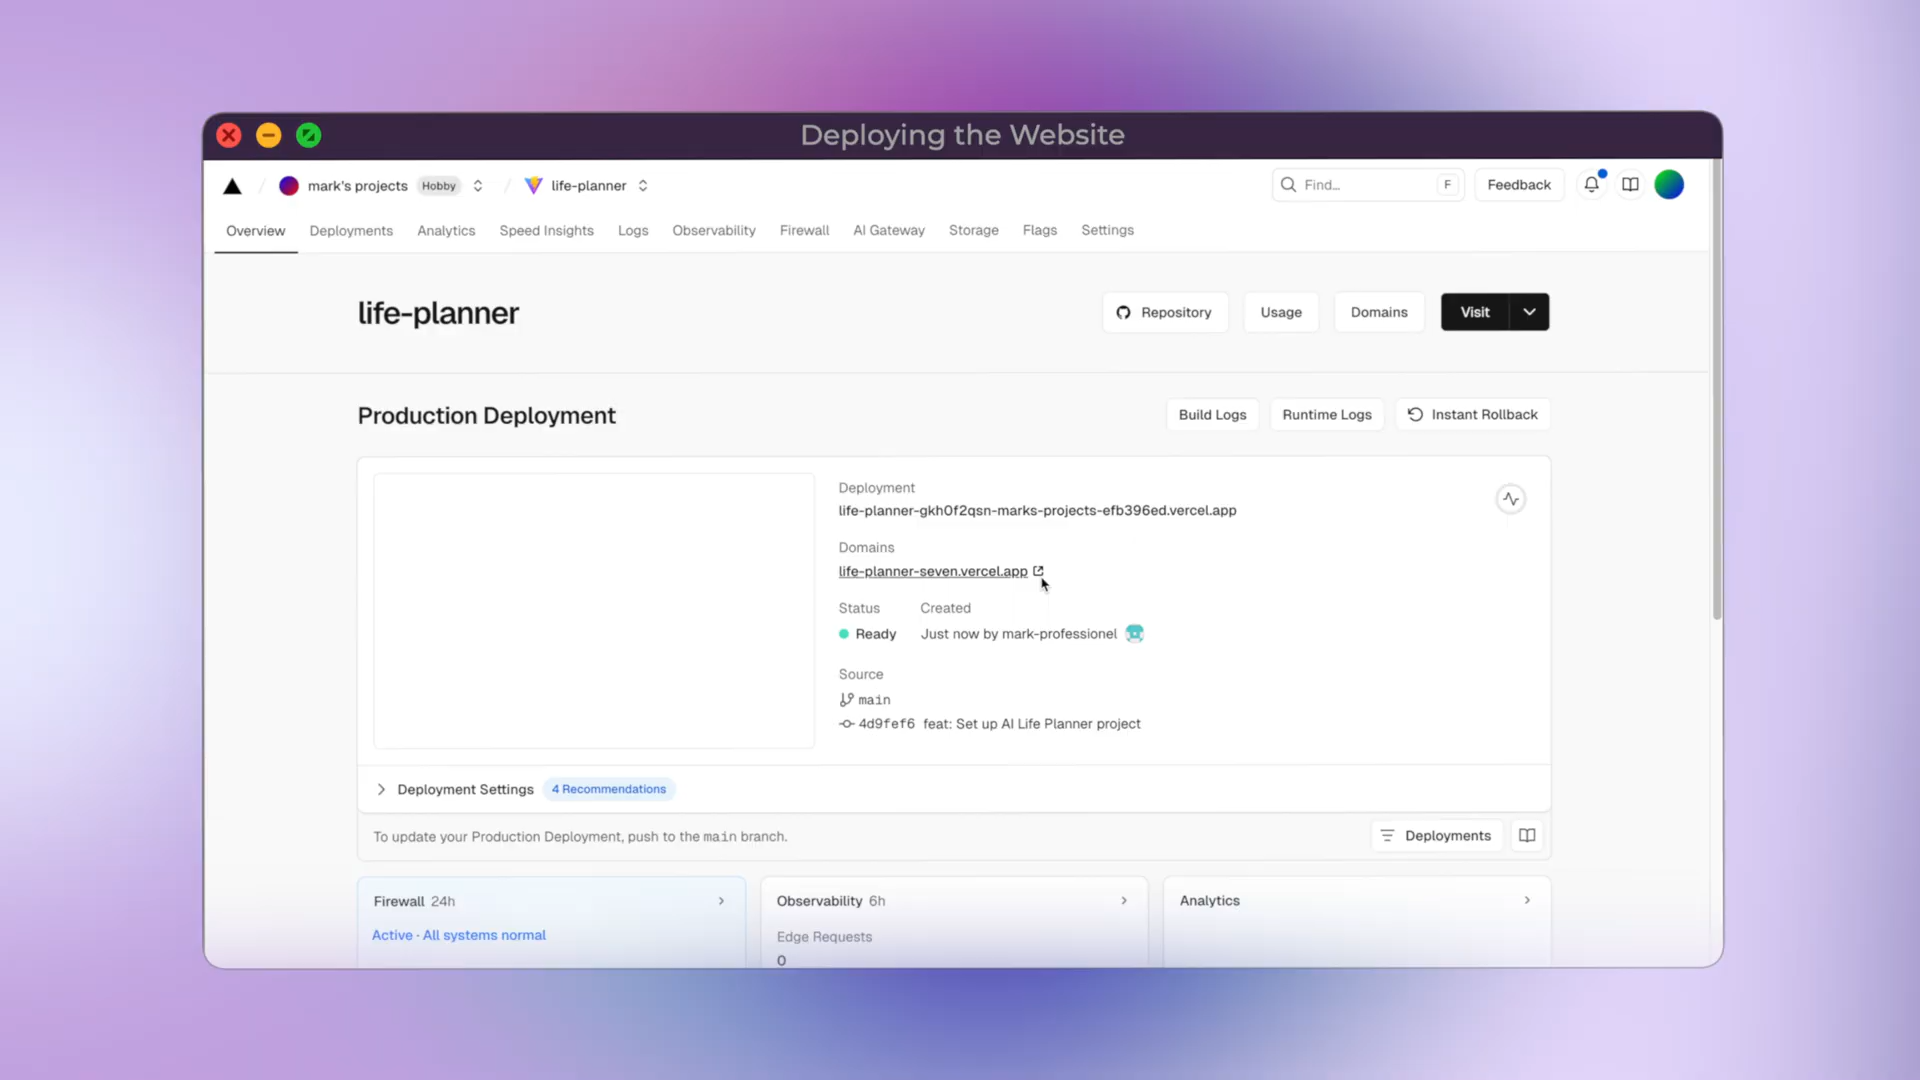 Deploying the Website
mark's projects Hobby life-planner Find... F Feedback
Overview Deployments Analytics Speed Insights Logs Observability Firewall AI Gateway Storage Flags Settings
life-planner Repository Usage Domains Visit
Production Deployment Build Logs Runtime Logs Instant Rollback
Deployment
life-planner-gkh0f2qsn-marks-projects-efb396ed.vercel.app
Domains
life-planner-seven.vercel.app
Status Created
Ready Just now by mark-professionel
Source
main
4d9fef6 feat: Set up AI Life Planner project
Deployment Settings 4 Recommendations
To update your Production Deployment, push to the main branch. Deployments
Firewall 24h Observability 6h Analytics
Active · All systems normal Edge Requests
0